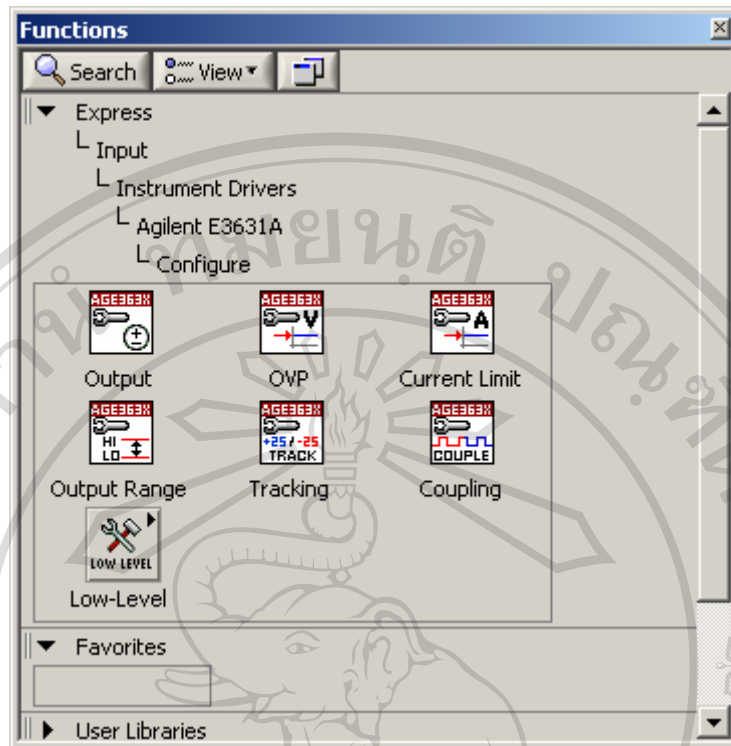 Functions
Search View
Express
Input
Instrument Drivers
Agilent E3631A
Configure
AGE363X AGE363X V AGE363X A
Output OVP Current Limit
AGE363X HI LO AGE363X +25/-25 TRACK AGE363X COUPLE
Output Range Tracking Coupling
LOW LEVEL
Low-Level
Favorites
User Libraries